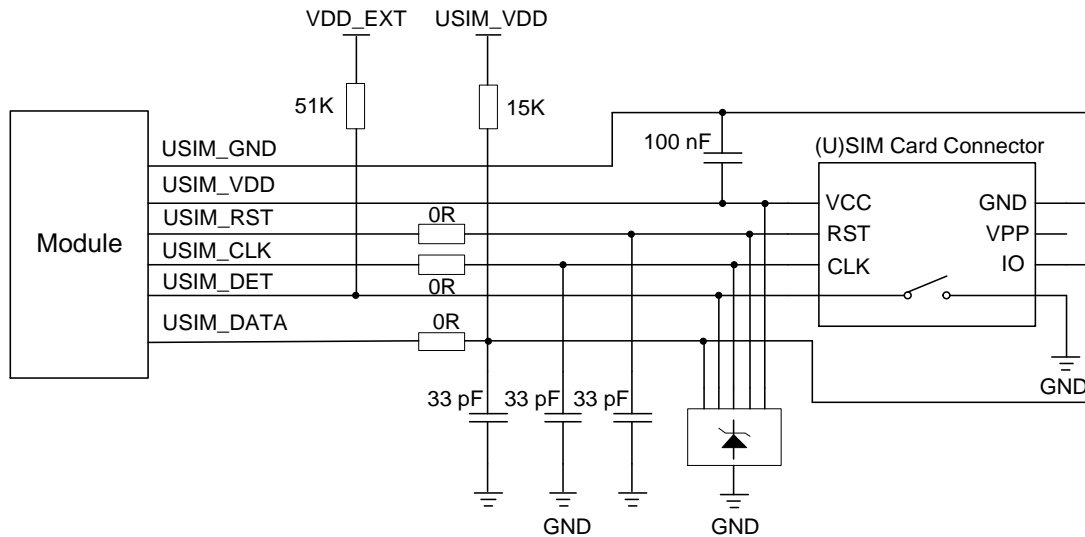 VDD_EXT USIM_VDD
51K 15K
USIM_GND
100 nF
(U)SIM Card Connector
USIM_VDD
VCC GND
USIM_RST
0R
RST VPP
Module
USIM_CLK
CLK IO
USIM_DET
0R
USIM_DATA
0R
GND
33 pF 33 pF 33 pF
GND GND